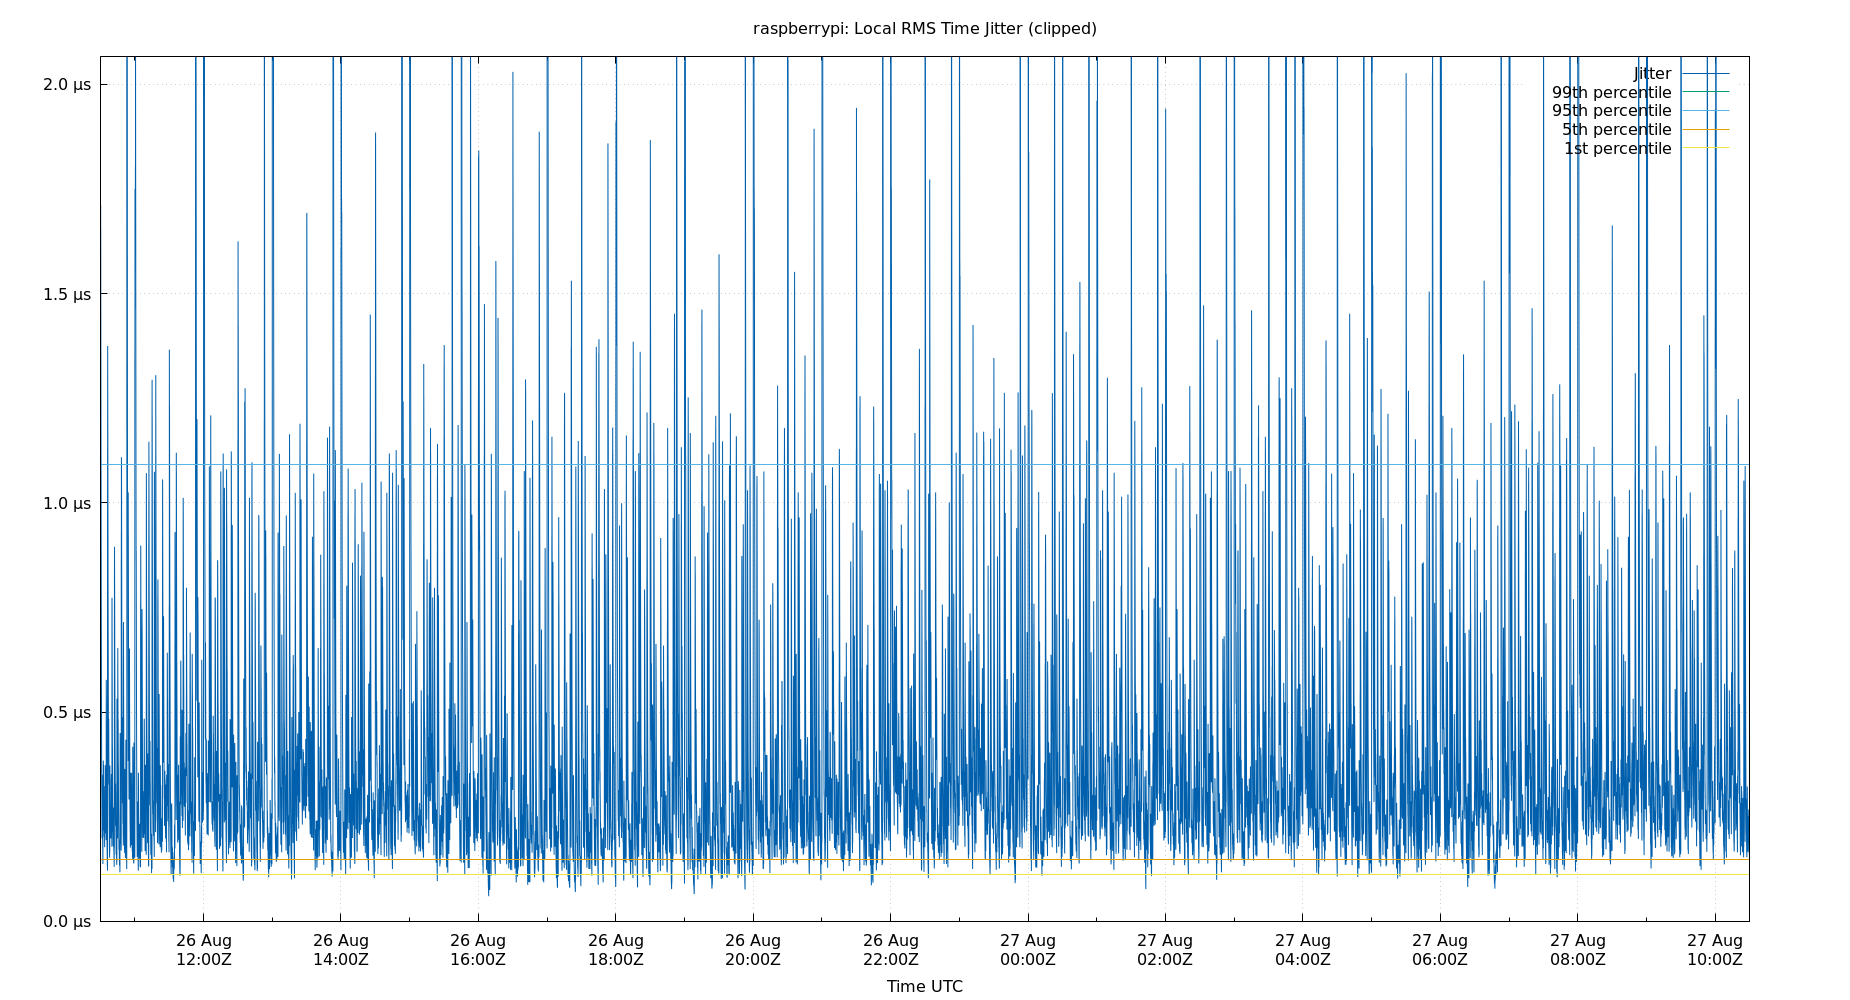 raspberrypi: Local RMS Time Jitter (clipped)
2.0 µs
1.5 µs
1.0 µs
0.5 µs
0.0 µs
Jitter
99th percentile
95th percentile
5th percentile
1st percentile
26 Aug
12:00Z
26 Aug
14:00Z
26 Aug
16:00Z
26 Aug
18:00Z
26 Aug
20:00Z
26 Aug
22:00Z
27 Aug
00:00Z
27 Aug
02:00Z
27 Aug
04:00Z
27 Aug
06:00Z
27 Aug
08:00Z
27 Aug
10:00Z
Time UTC